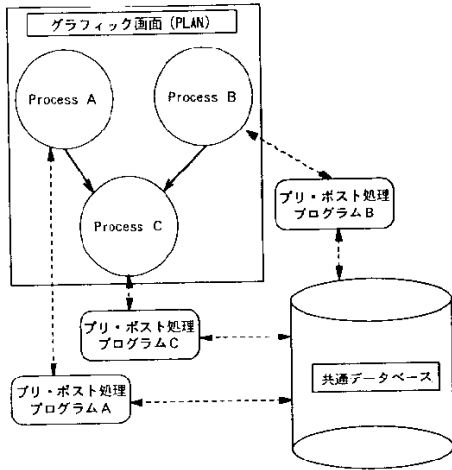 グラフィック画面(PLAN)
Process A
Process B
Process C
プリ・ポスト処理
プログラムB
プリ・ポスト処理
プログラムC
共通データベース
プリ・ポスト処理
プログラムA